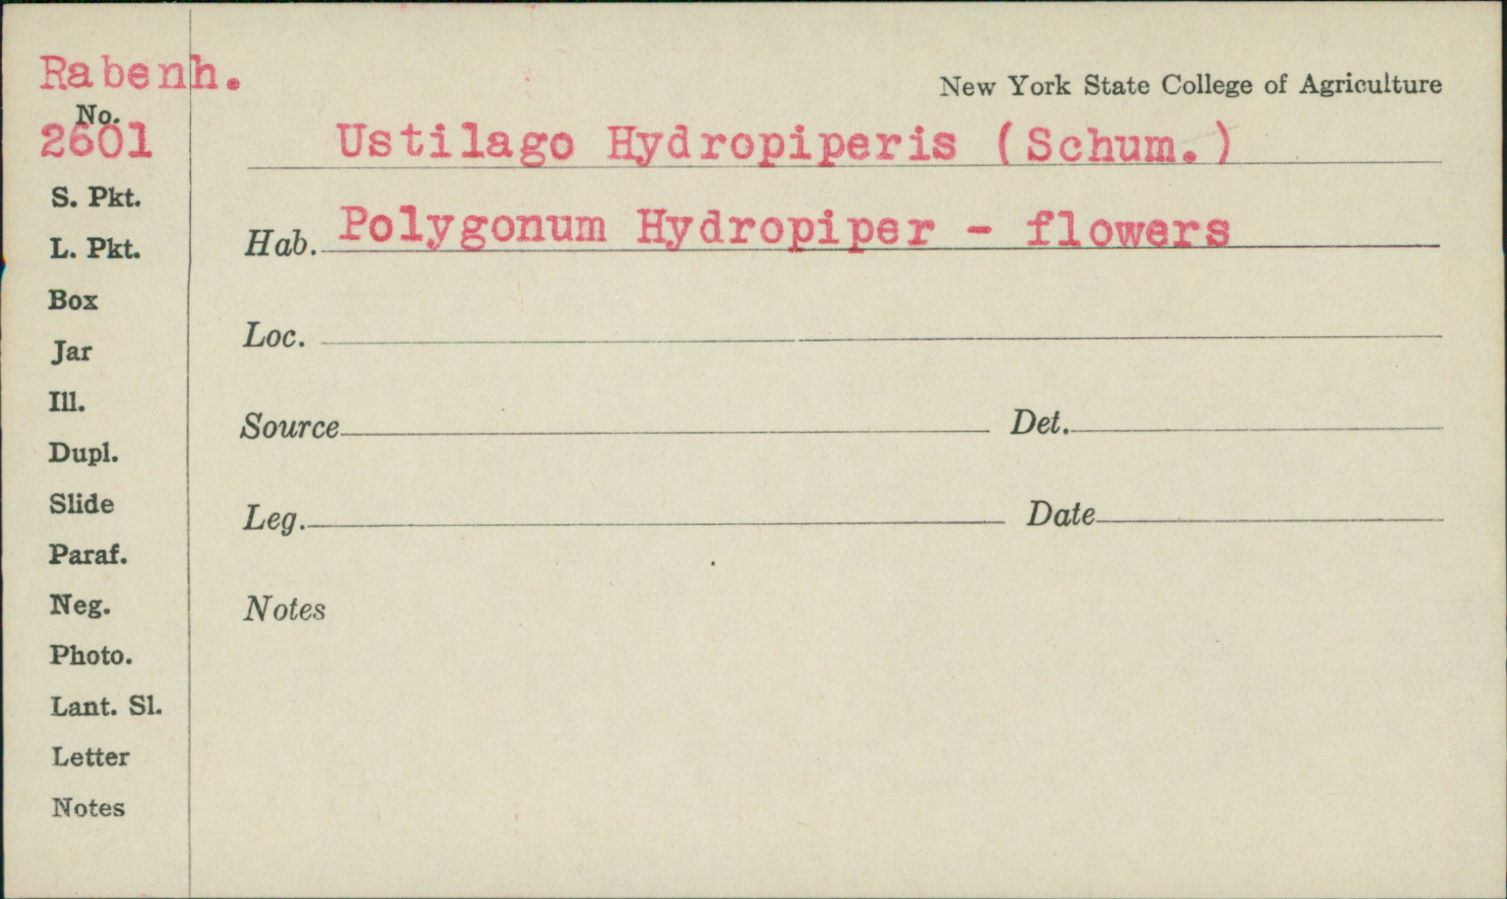 Rabenh.
New York State College of Agriculture
No.
2601
Ustilago Hydropiperis (Schum.)
S. Pkt.
Hab. Polygonum Hydropiper - flowers
L. Pkt.
Box
Loc.
Jar
Ill.
Source Det.
Dupl.
Slide
Leg. Date
Paraf.
Neg.
Notes
Photo.
Lant. Sl.
Letter
Notes